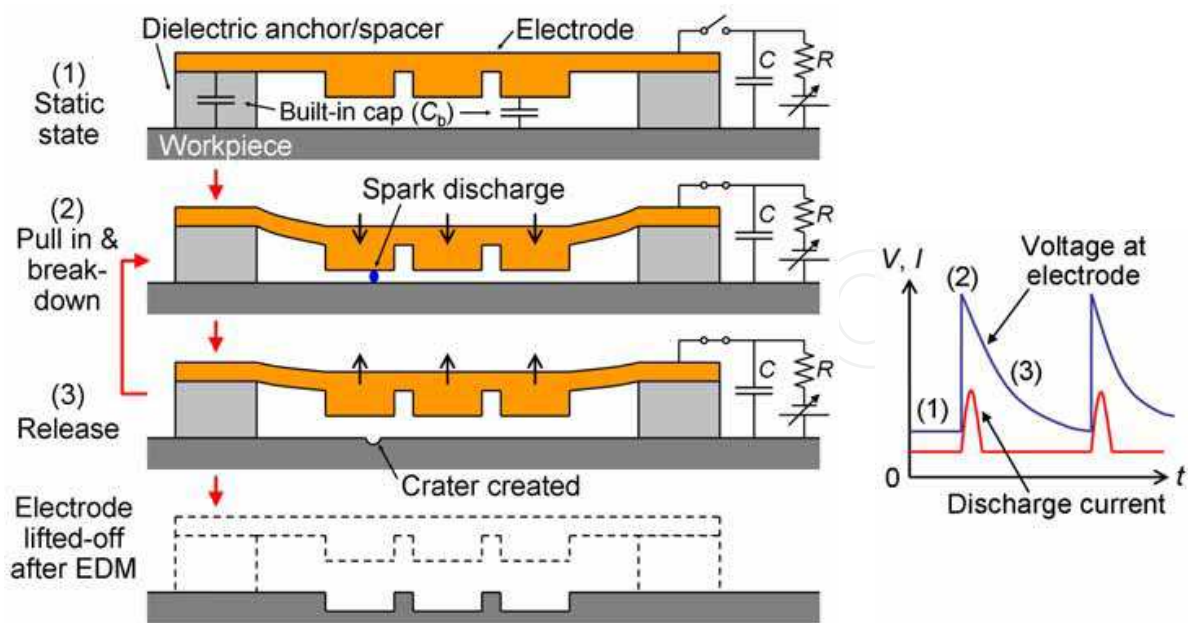 Dielectric anchor/spacer
Electrode
(1)
Static
state
Built-in cap (Cb)
C
R
Workpiece
(2)
Pull in &
break-
down
Spark discharge
C
R
(3)
Release
C
R
Crater created
Electrode
lifted-off
after EDM
V, I
(2)
Voltage at
electrode
(3)
(1)
0
t
Discharge current